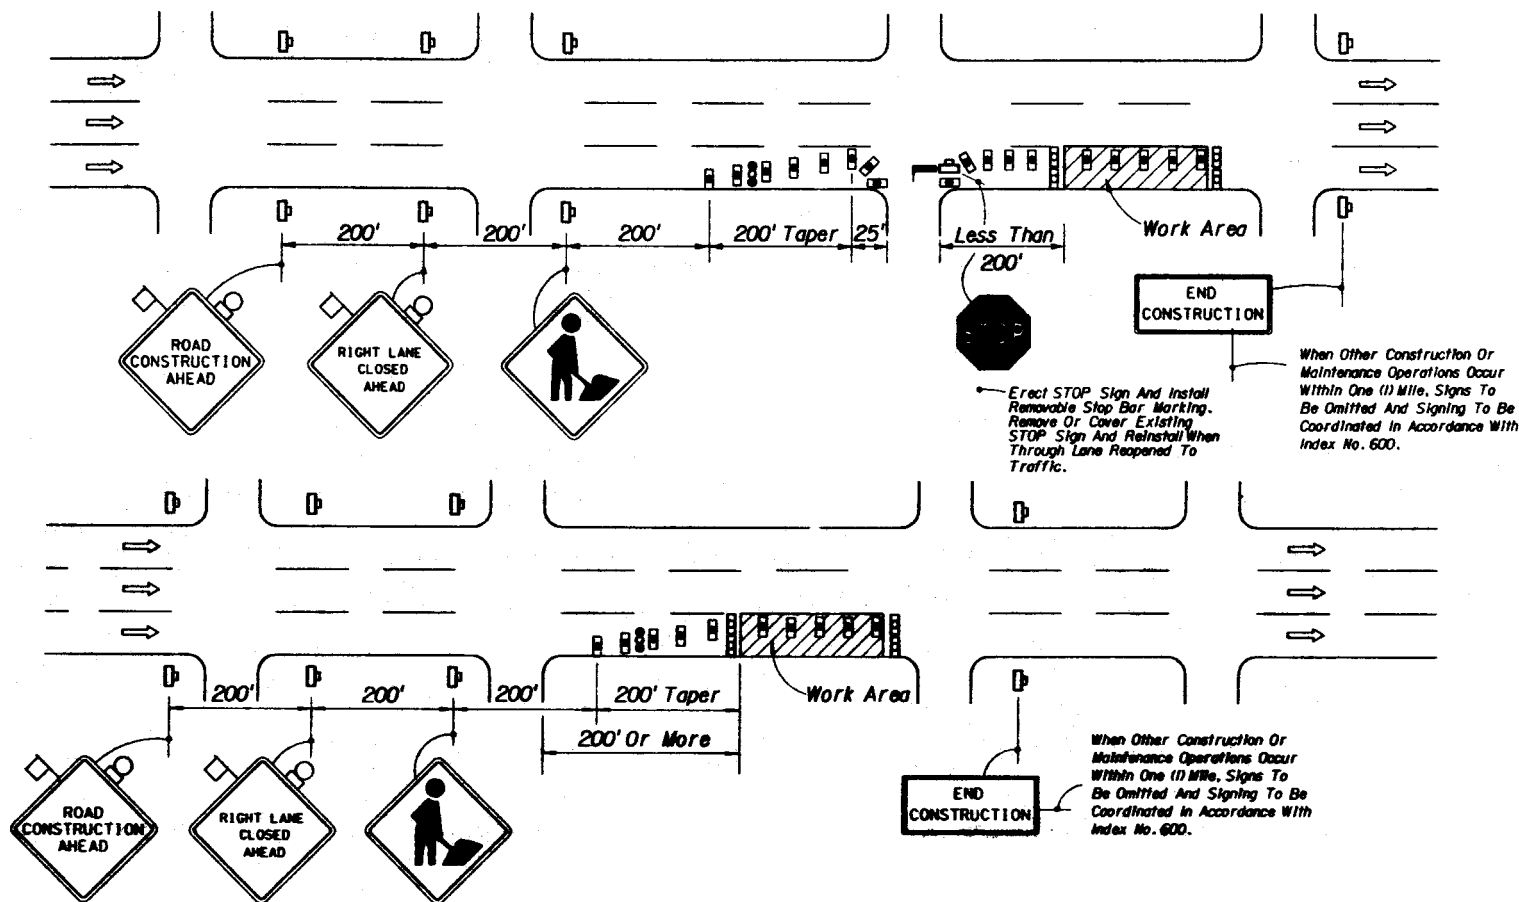 200'
200'
200'
200' Taper
25'
Less Than
200'
Work Area
ROAD
CONSTRUCTION
AHEAD
RIGHT LANE
CLOSED
AHEAD
END
CONSTRUCTION
When Other Construction Or
Maintenance Operations Occur
Within One (1) Mile, Signs To
Be Omitted And Signing To Be
Coordinated In Accordance With
Index No. 600.
Erect STOP Sign And Install
Removable Stop Bar Marking.
Remove Or Cover Existing
STOP Sign And Reinstall When
Through Lane Reopened To
Traffic.
200'
200'
200'
200' Taper
Work Area
200' Or More
ROAD
CONSTRUCTION
AHEAD
RIGHT LANE
CLOSED
AHEAD
END
CONSTRUCTION
When Other Construction Or
Maintenance Operations Occur
Within One (1) Mile, Signs To
Be Omitted And Signing To Be
Coordinated In Accordance With
Index No. 600.